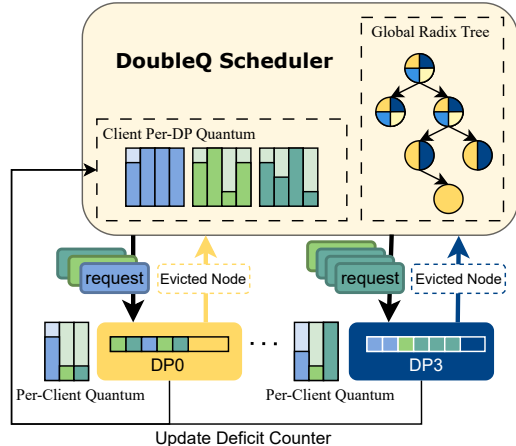 Global Radix Tree
DoubleQ Scheduler
Client Per-DP Quantum
request
Evicted Node
request
Evicted Node
DP0
. . .
DP3
Per-Client Quantum
Per-Client Quantum
Update Deficit Counter